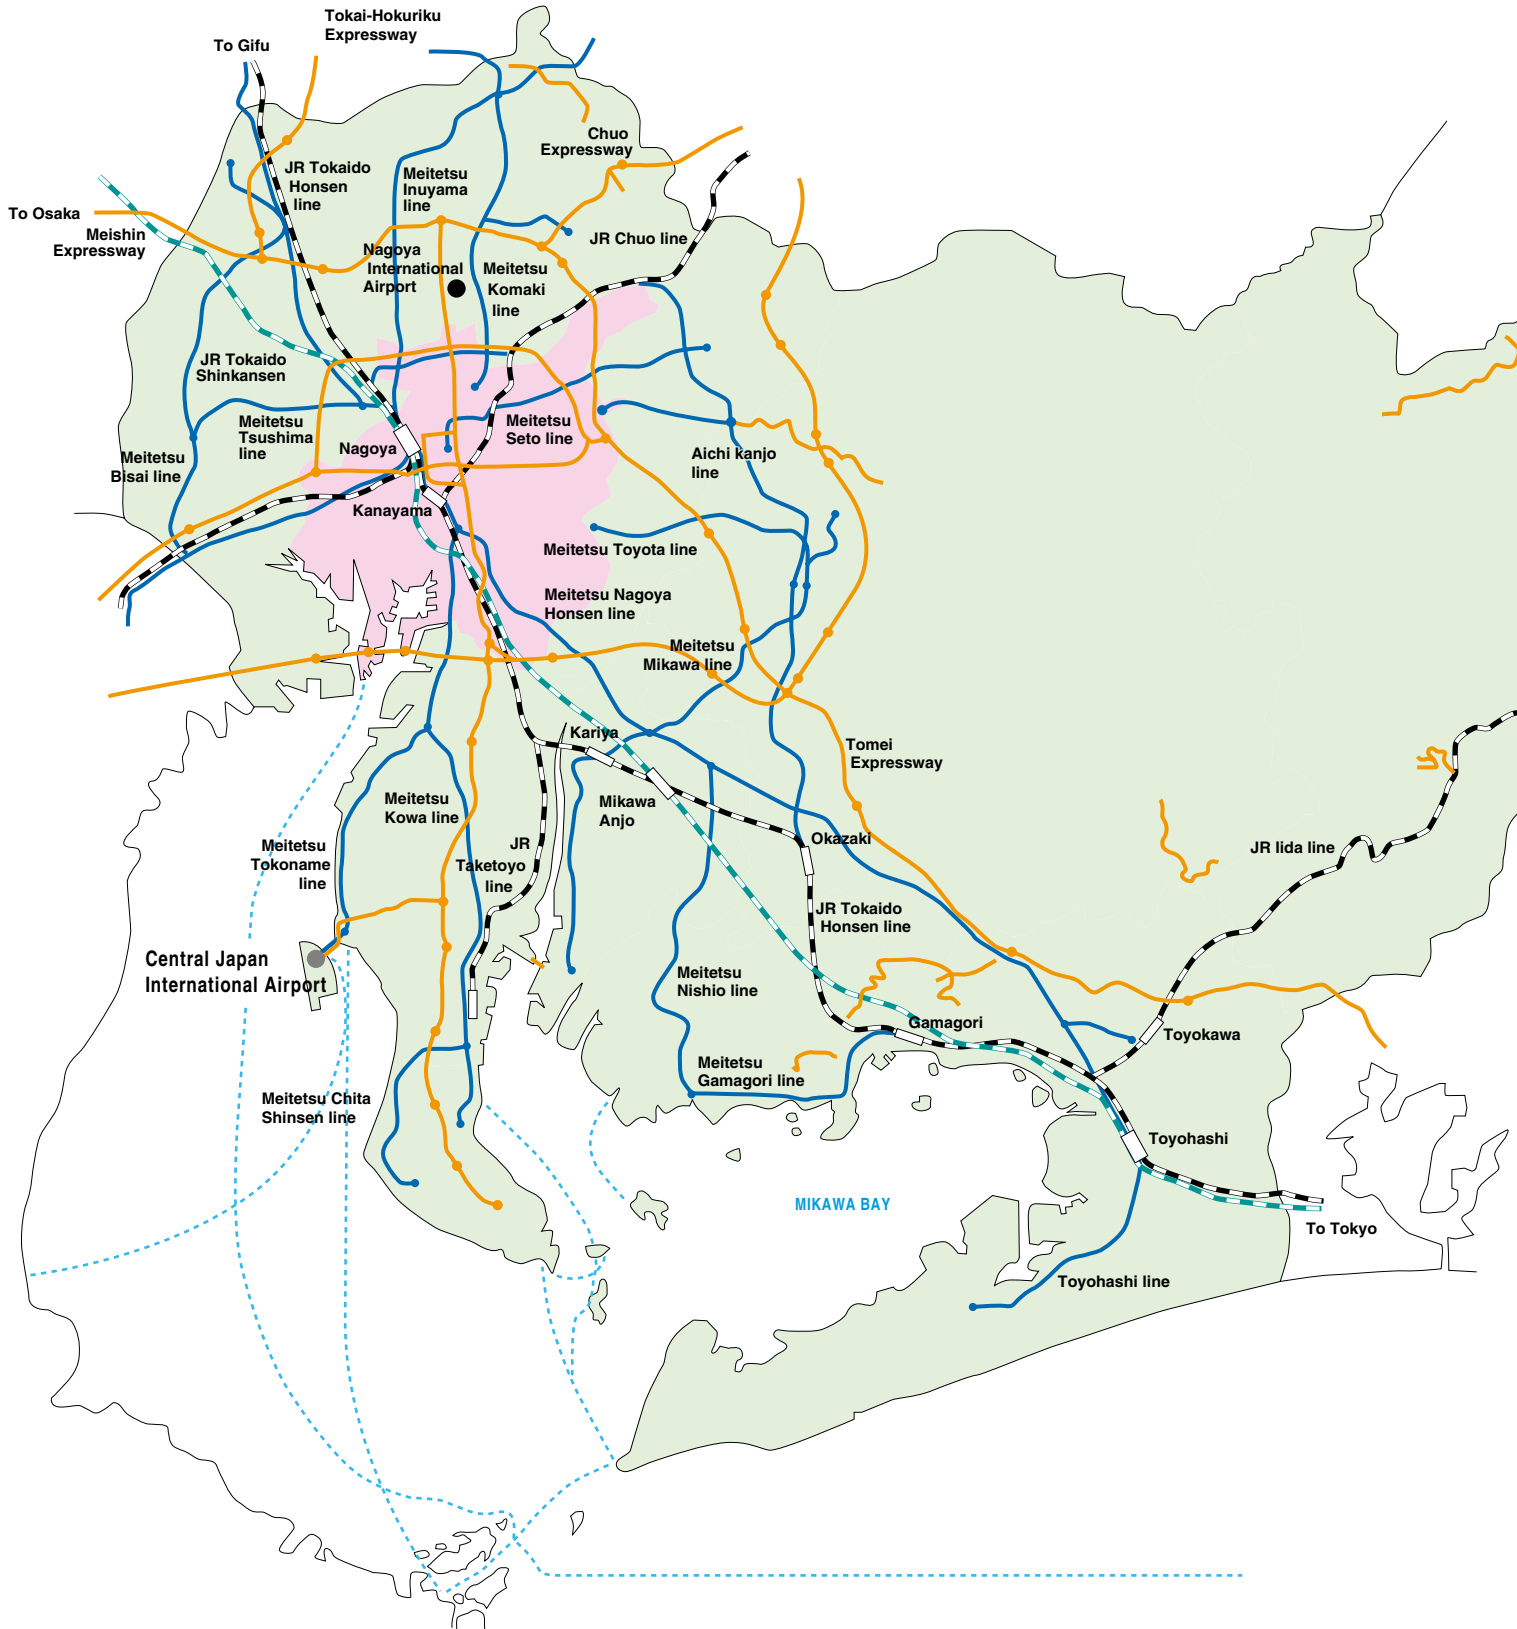 Tokai-Hokuriku
Expressway
To Gifu
Chuo
Expressway
JR Tokaido
Honsen
line
Meitetsu
Inuyama
line
To Osaka
Meishin
Expressway
JR Chuo line
Nagoya
International
Airport
Meitetsu
Komaki
line
JR Tokaido
Shinkansen
Meitetsu
Tsushima
line
Nagoya
Meitetsu
Seto line
Meitetsu
Bisai line
Aichi kanjo
line
Kanayama
Meitetsu Toyota line
Meitetsu Nagoya
Honsen line
Meitetsu
Mikawa line
Kariya
Tomei
Expressway
Meitetsu
Kowa line
Mikawa
Anjo
Okazaki
JR Iida line
Meitetsu
Tokoname
line
JR
Taketoyo
line
JR Tokaido
Honsen line
Central Japan
International Airport
Meitetsu
Nishio line
Gamagori
Toyokawa
Meitetsu
Gamagori line
Meitetsu Chita
Shinsen line
Toyohashi
MIKAWA BAY
To Tokyo
Toyohashi line